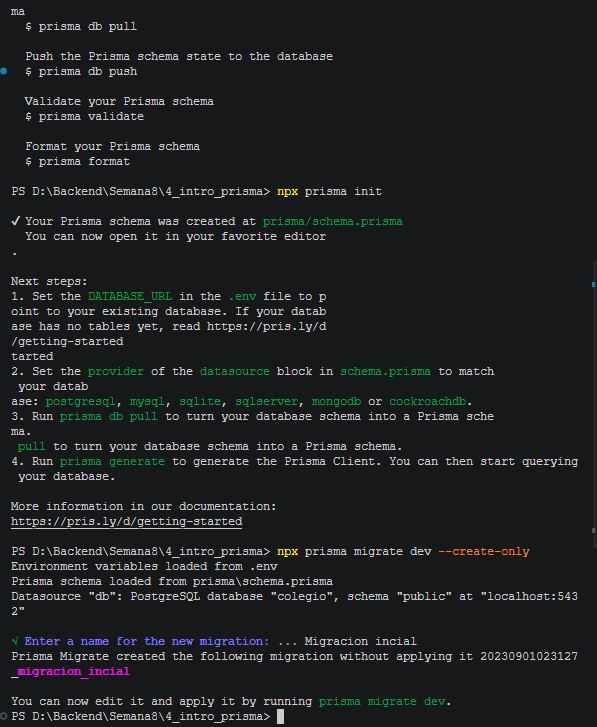 ma
$ prisma db pull
Push the Prisma schema state to the database
$ prisma db push
Validate your Prisma schema
$ prisma validate
Format your Prisma schema
$ prisma format
PS D:\Backend\Semana8\4_intro_prisma> npx prisma init
✔ Your Prisma schema was created at prisma/schema.prisma
You can now open it in your favorite editor
.
Next steps:
1. Set the DATABASE_URL in the .env file to p
oint to your existing database. If your datab
ase has no tables yet, read https://pris.ly/d
/getting-started
tarted
2. Set the provider of the datasource block in schema.prisma to match
your datab
ase: postgresql, mysql, sqlite, sqlserver, mongodb or cockroachdb.
3. Run prisma db pull to turn your database schema into a Prisma sche
ma.
pull to turn your database schema into a Prisma schema.
4. Run prisma generate to generate the Prisma Client. You can then start querying
your database.
More information in our documentation:
https://pris.ly/d/getting-started
PS D:\Backend\Semana8\4_intro_prisma> npx prisma migrate dev --create-only
Environment variables loaded from .env
Prisma schema loaded from prisma\schema.prisma
Datasource "db": PostgreSQL database "colegio", schema "public" at "localhost:543
2"
√ Enter a name for the new migration: ... Migracion incial
Prisma Migrate created the following migration without applying it 20230901023127
_migracion_incial
You can now edit it and apply it by running prisma migrate dev.
PS D:\Backend\Semana8\4_intro_prisma>